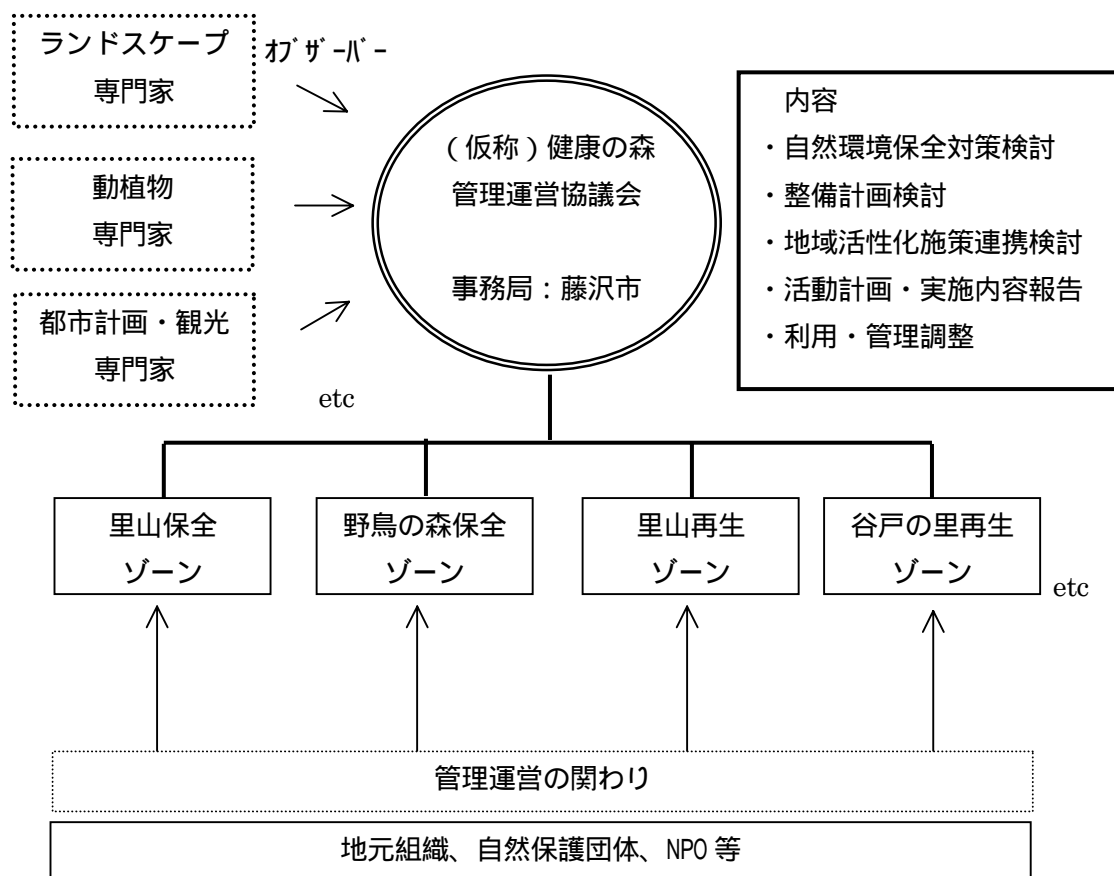 ランドスケープ
専門家
オブザーバー
動植物
専門家
都市計画・観光
専門家
etc
（仮称）健康の森
管理運営協議会
事務局：藤沢市
内容
・自然環境保全対策検討
・整備計画検討
・地域活性化施策連携検討
・活動計画・実施内容報告
・利用・管理調整
里山保全
ゾーン
野鳥の森保全
ゾーン
里山再生
ゾーン
谷戸の里再生
ゾーン
etc
管理運営の関わり
地元組織、自然保護団体、NPO 等